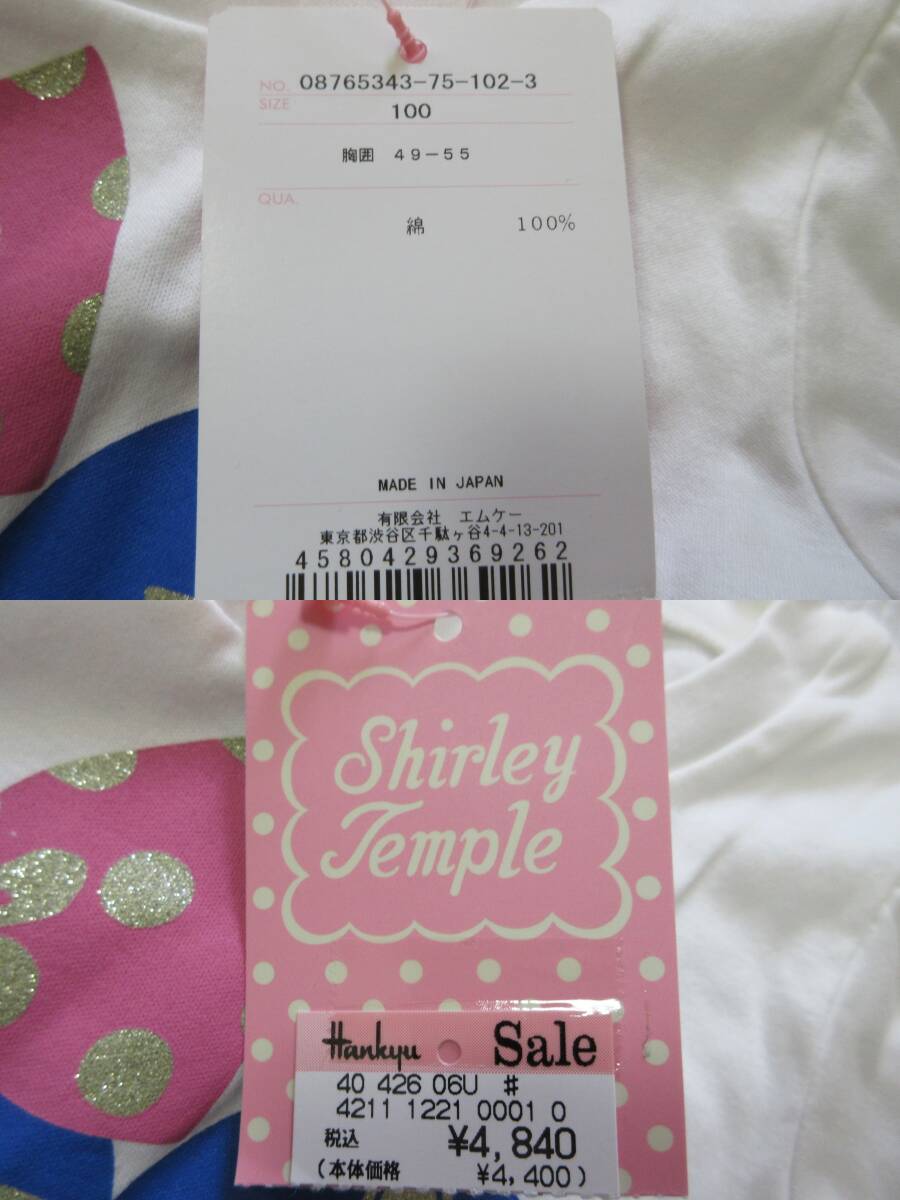 NO. 08765343-75-102-3
SIZE
100
胸囲 49-55
QUA.
綿 100%
MADE IN JAPAN
有限会社 エムケー
東京都渋谷区千駄ヶ谷4-4-13-201
4580429369262
Shirley
Temple
Hankyu Sale
40 426 06U #
4211 1221 0001 0
税込 ¥4,840
(本体価格 ¥4,400)